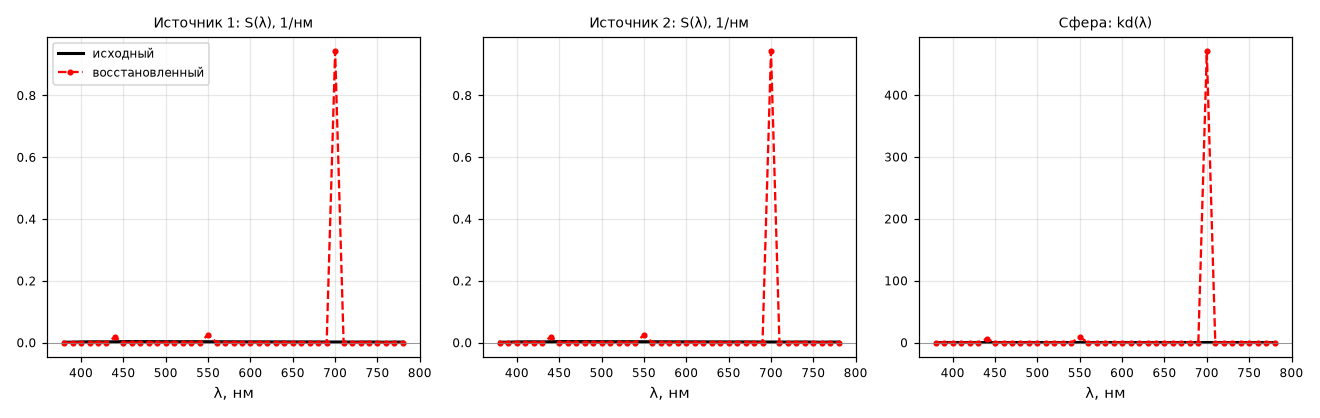 Источник 1: S(λ), 1/нм
исходный
восстановленный
0.8
0.6
0.4
0.2
0.0
400 450 500 550 600 650 700 750 800
λ, нм
Источник 2: S(λ), 1/нм
0.8
0.6
0.4
0.2
0.0
400 450 500 550 600 650 700 750 800
λ, нм
Сфера: kd(λ)
400
300
200
100
0
400 450 500 550 600 650 700 750 800
λ, нм